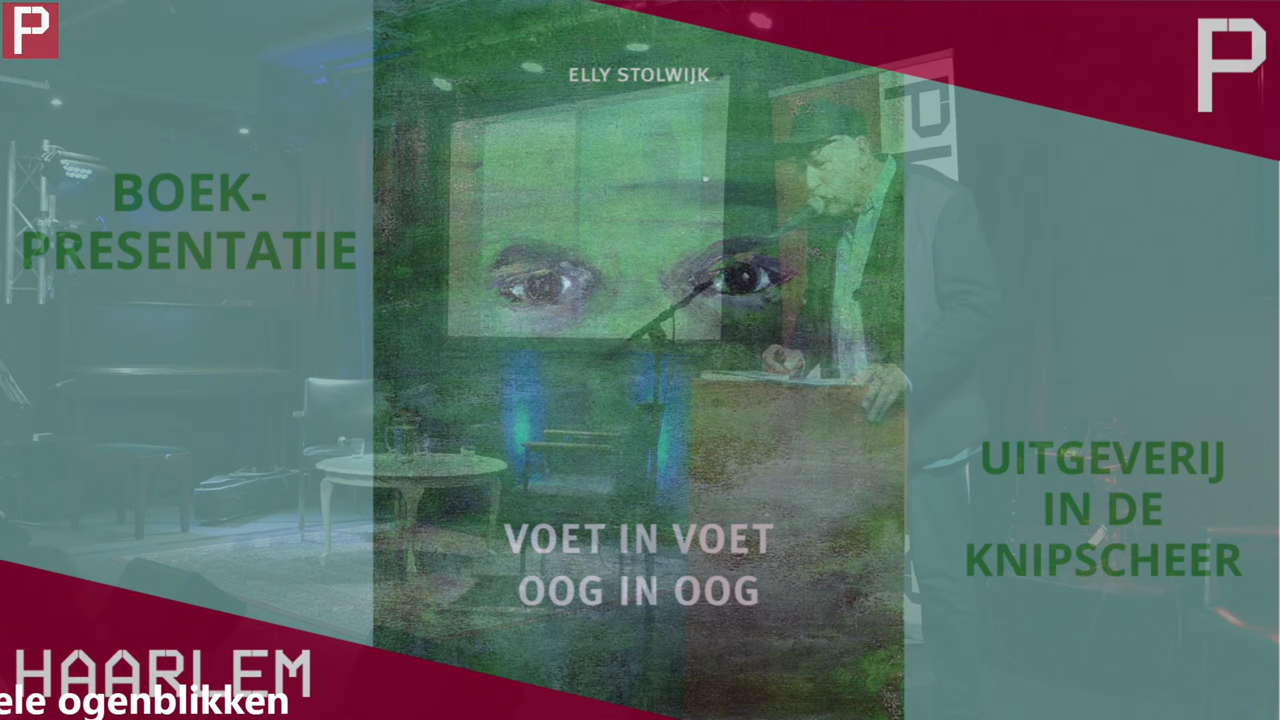 P
P
ELLY STOLWIJK
BOEK-
PRESENTATIE
UITGEVERIJ
IN DE
KNIPSCHEER
VOET IN VOET
OOG IN OOG
HAARLEM
ele ogenblikken